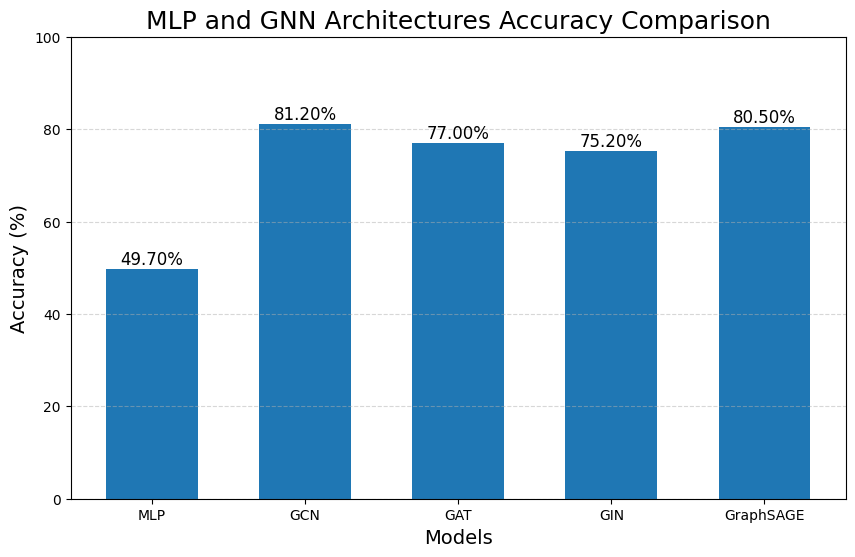 MLP and GNN Architectures Accuracy Comparison
100
80
60
40
20
0
Accuracy (%)
49.70%
81.20%
77.00%
75.20%
80.50%
MLP
GCN
GAT
GIN
GraphSAGE
Models